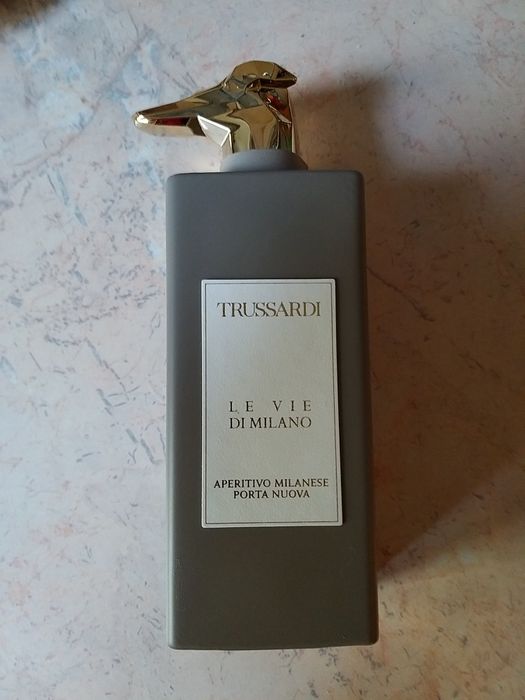 TRUSSARDI
LE VIE
DI MILANO
APERITIVO MILANESE
PORTA NUOVA